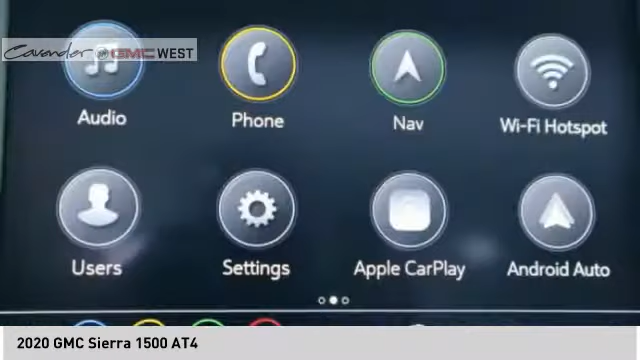 Cavender GMC WEST
Audio Phone Nav Wi-Fi Hotspot
Users Settings Apple CarPlay Android Auto
2020 GMC Sierra 1500 AT4